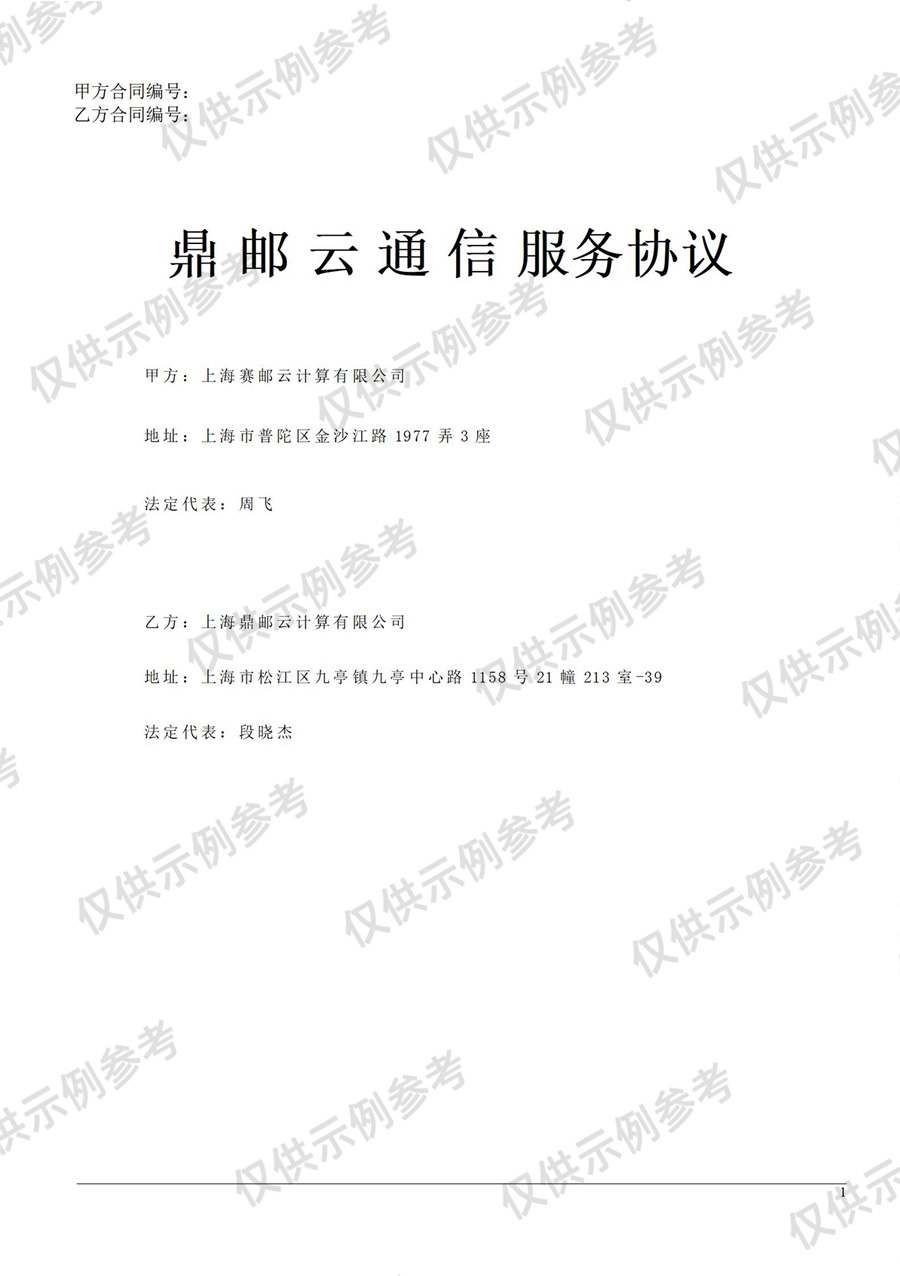 甲方合同编号：
乙方合同编号：
鼎邮云通信服务协议
甲方：上海赛邮云计算有限公司
地址：上海市普陀区金沙江路 1977 弄 3 座
法定代表：周飞
乙方：上海鼎邮云计算有限公司
地址：上海市松江区九亭镇九亭中心路 1158 号 21 幢 213 室-39
法定代表：段晓杰
1
仅供示例参考